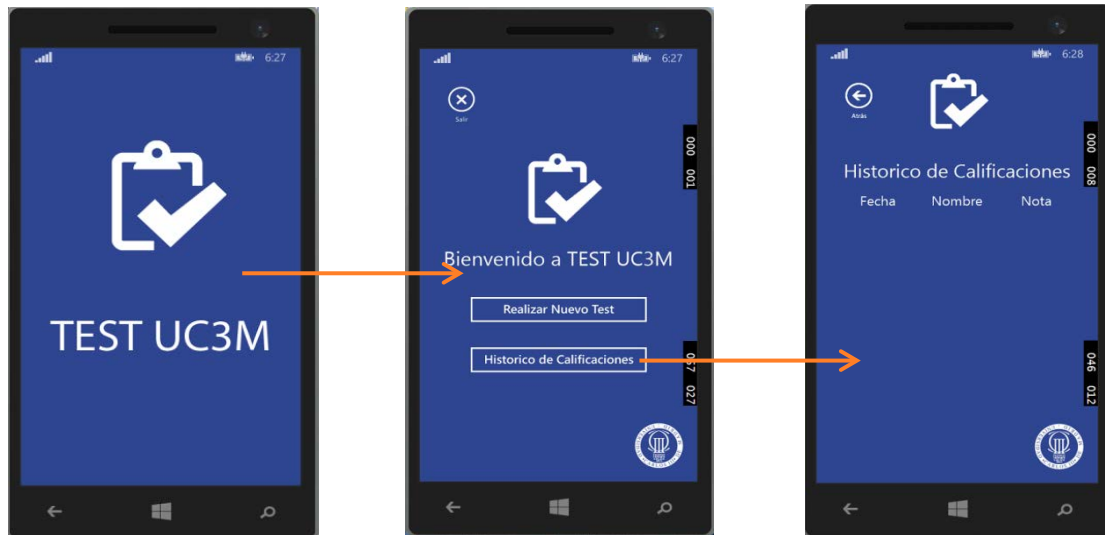 6:27
TEST UC3M
6:27
Salir
000 001
Bienvenido a TEST UC3M
Realizar Nuevo Test
Historico de Calificaciones
027
6:28
Atrás
000 008
Historico de Calificaciones
Fecha Nombre Nota
046 012